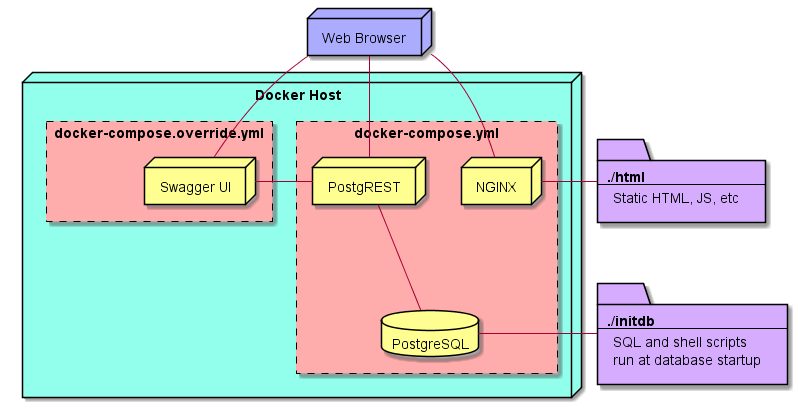 Web Browser
Docker Host
docker-compose.override.yml
docker-compose.yml
Swagger UI
PostgREST
NGINX
./html
Static HTML, JS, etc
PostgreSQL
./initdb
SQL and shell scripts
run at database startup